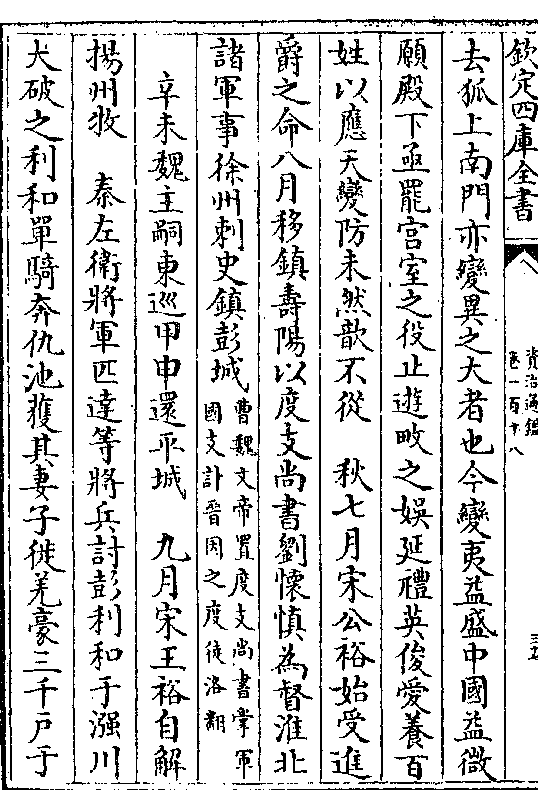 欽定四庫全書
資治通鑑
卷一百十八
去狐上南門亦變異之大者也今變夷益盛中國益微
願殿下亟罷宫室之役止遊畋之娛延禮英俊愛養百
姓以應天變防未然歆不從　秋七月宋公裕始受進
爵之命八月移鎮壽陽以度支尚書劉懷慎為督淮北
諸軍事徐州刺史鎮彭城曹魏文帝置度支尚書掌軍
國支計晉因之度徒洛翻
辛未魏主嗣東巡甲申還平城　九月宋王裕自解
揚州牧　秦左衛將軍匹達等將兵討彭利和于漒川
大破之利和單騎奔仇池獲其妻子徙羌豪三千户于